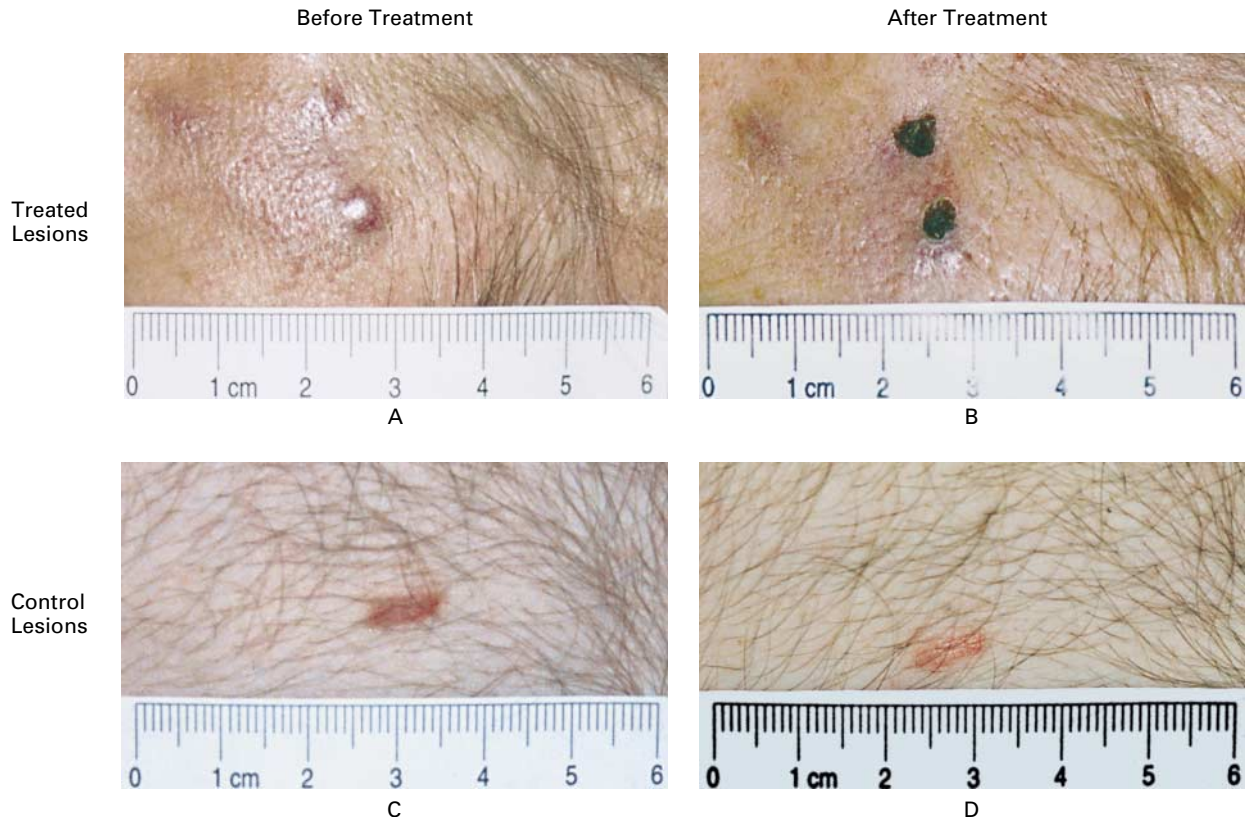 Before Treatment
After Treatment
Treated
Lesions
0 1 cm 2 3 4 5 6
A
0 1 cm 2 3 4 5 6
B
Control
Lesions
0 1 cm 2 3 4 5 6
C
0 1 cm 2 3 4 5 6
D